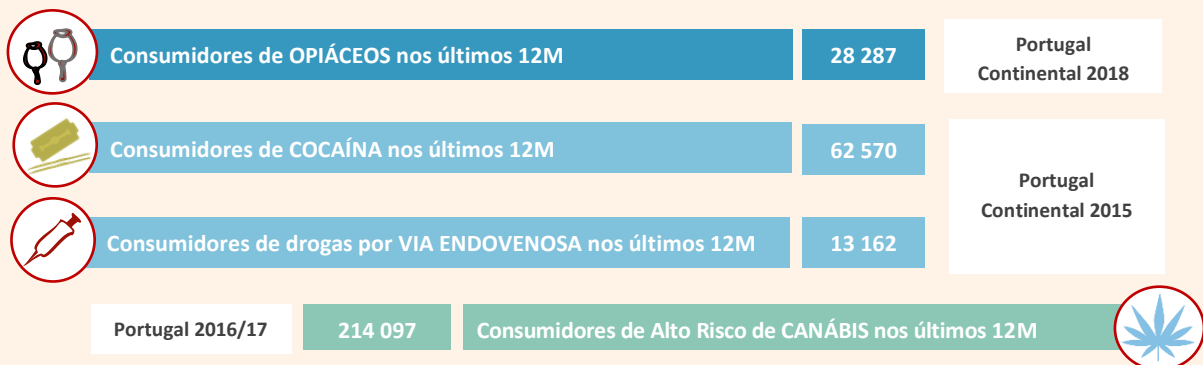 Consumidores de OPIÁCEOS nos últimos 12M
28 287
Portugal
Continental 2018
Consumidores de COCAÍNA nos últimos 12M
62 570
Portugal
Continental 2015
Consumidores de drogas por VIA ENDOVENOSA nos últimos 12M
13 162
Portugal 2016/17
214 097
Consumidores de Alto Risco de CANÁBIS nos últimos 12M